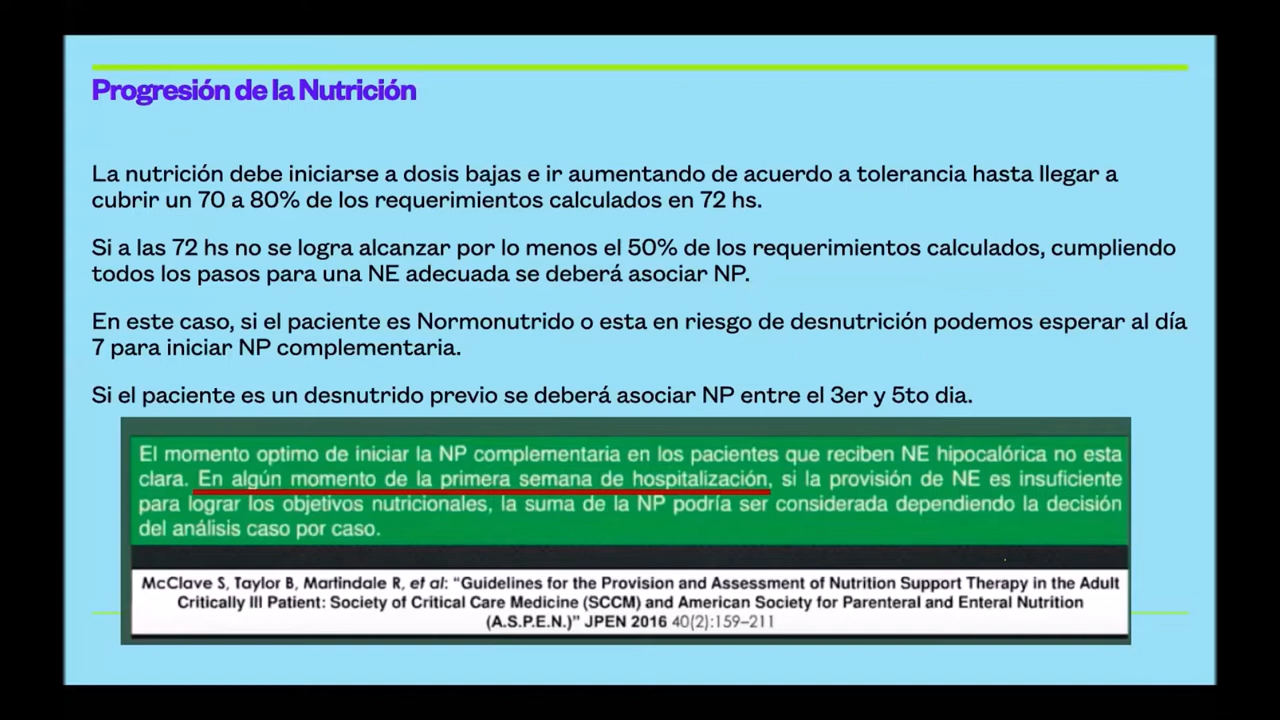 Progresión de la Nutrición
La nutrición debe iniciarse a dosis bajas e ir aumentando de acuerdo a tolerancia hasta llegar a
cubrir un 70 a 80% de los requerimientos calculados en 72 hs.
Si a las 72 hs no se logra alcanzar por lo menos el 50% de los requerimientos calculados, cumpliendo
todos los pasos para una NE adecuada se deberá asociar NP.
En este caso, si el paciente es Normonutrido o esta en riesgo de desnutrición podemos esperar al día
7 para iniciar NP complementaria.
Si el paciente es un desnutrido previo se deberá asociar NP entre el 3er y 5to dia.
El momento optimo de iniciar la NP complementaria en los pacientes que reciben NE hipocalórica no esta
clara. En algún momento de la primera semana de hospitalización, si la provisión de NE es insuficiente
para lograr los objetivos nutricionales, la suma de la NP podría ser considerada dependiendo la decisión
del análisis caso por caso.
McClave S, Taylor B, Martindale R, et al: “Guidelines for the Provision and Assessment of Nutrition Support Therapy in the Adult
Critically Ill Patient: Society of Critical Care Medicine (SCCM) and American Society for Parenteral and Enteral Nutrition
(A.S.P.E.N.)” JPEN 2016 40(2):159–211